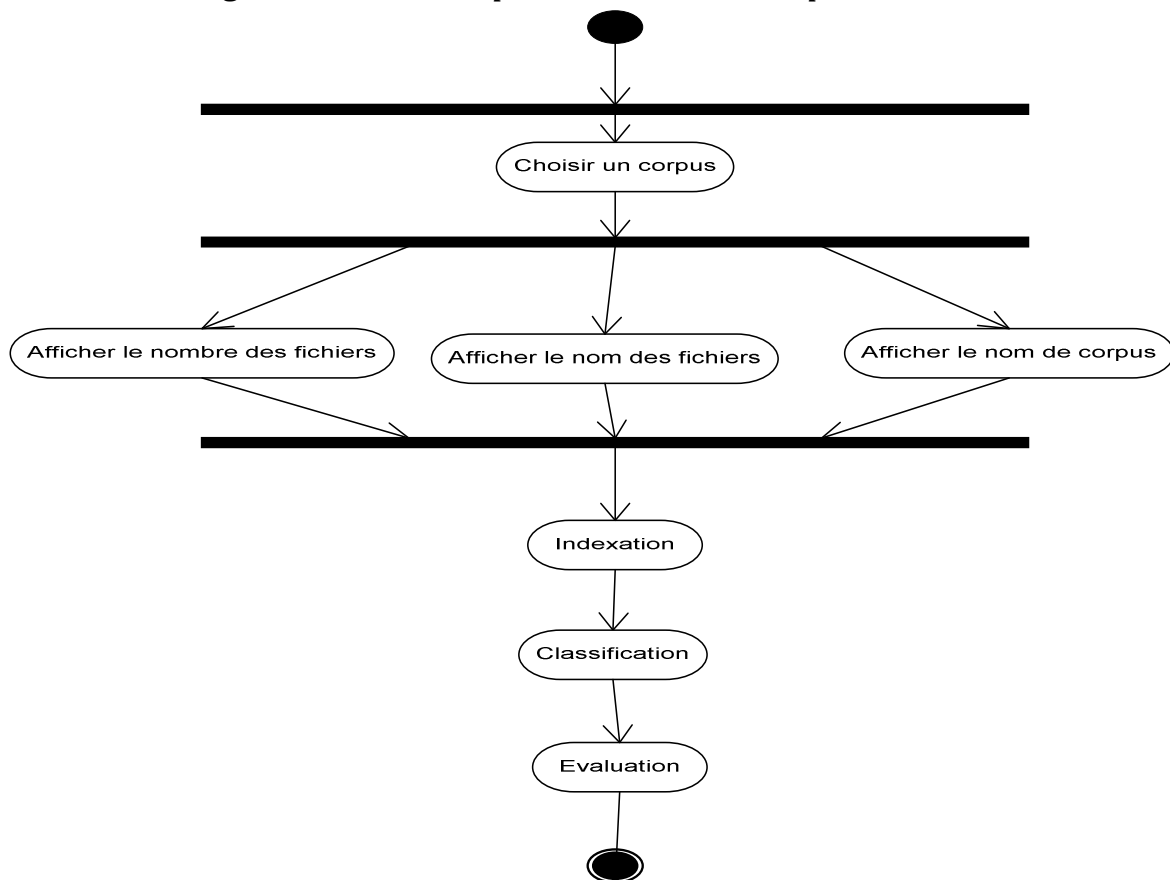 Choisir un corpus
Afficher le nombre des fichiers
Afficher le nom des fichiers
Afficher le nom de corpus
Indexation
Classification
Evaluation